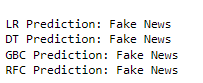 LR Prediction: Fake News
DT Prediction: Fake News
GBC Prediction: Fake News
RFC Prediction: Fake News